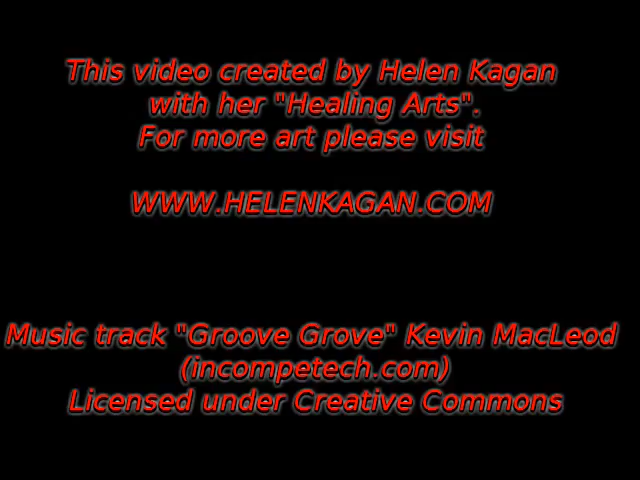 This video created by Helen Kagan
with her "Healing Arts".
For more art please visit
WWW.HELENKAGAN.COM
Music track "Groove Grove" Kevin MacLeod
(incompetech.com)
Licensed under Creative Commons